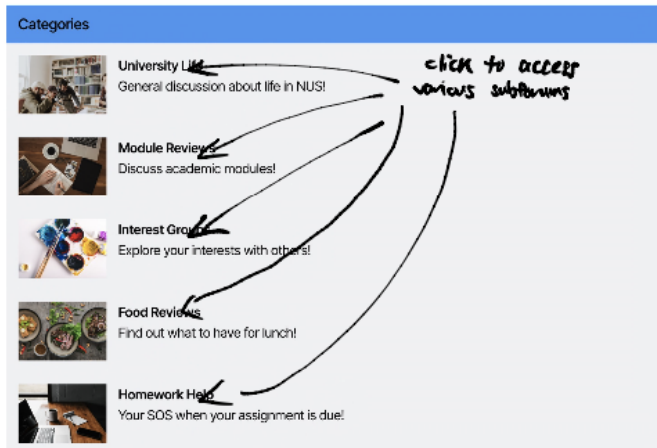 Categories
University Life
General discussion about life in NUS!
click to access
various subforums
Module Reviews
Discuss academic modules!
Interest Groups
Explore your interests with others!
Food Reviews
Find out what to have for lunch!
Homework Help
Your SOS when your assignment is due!